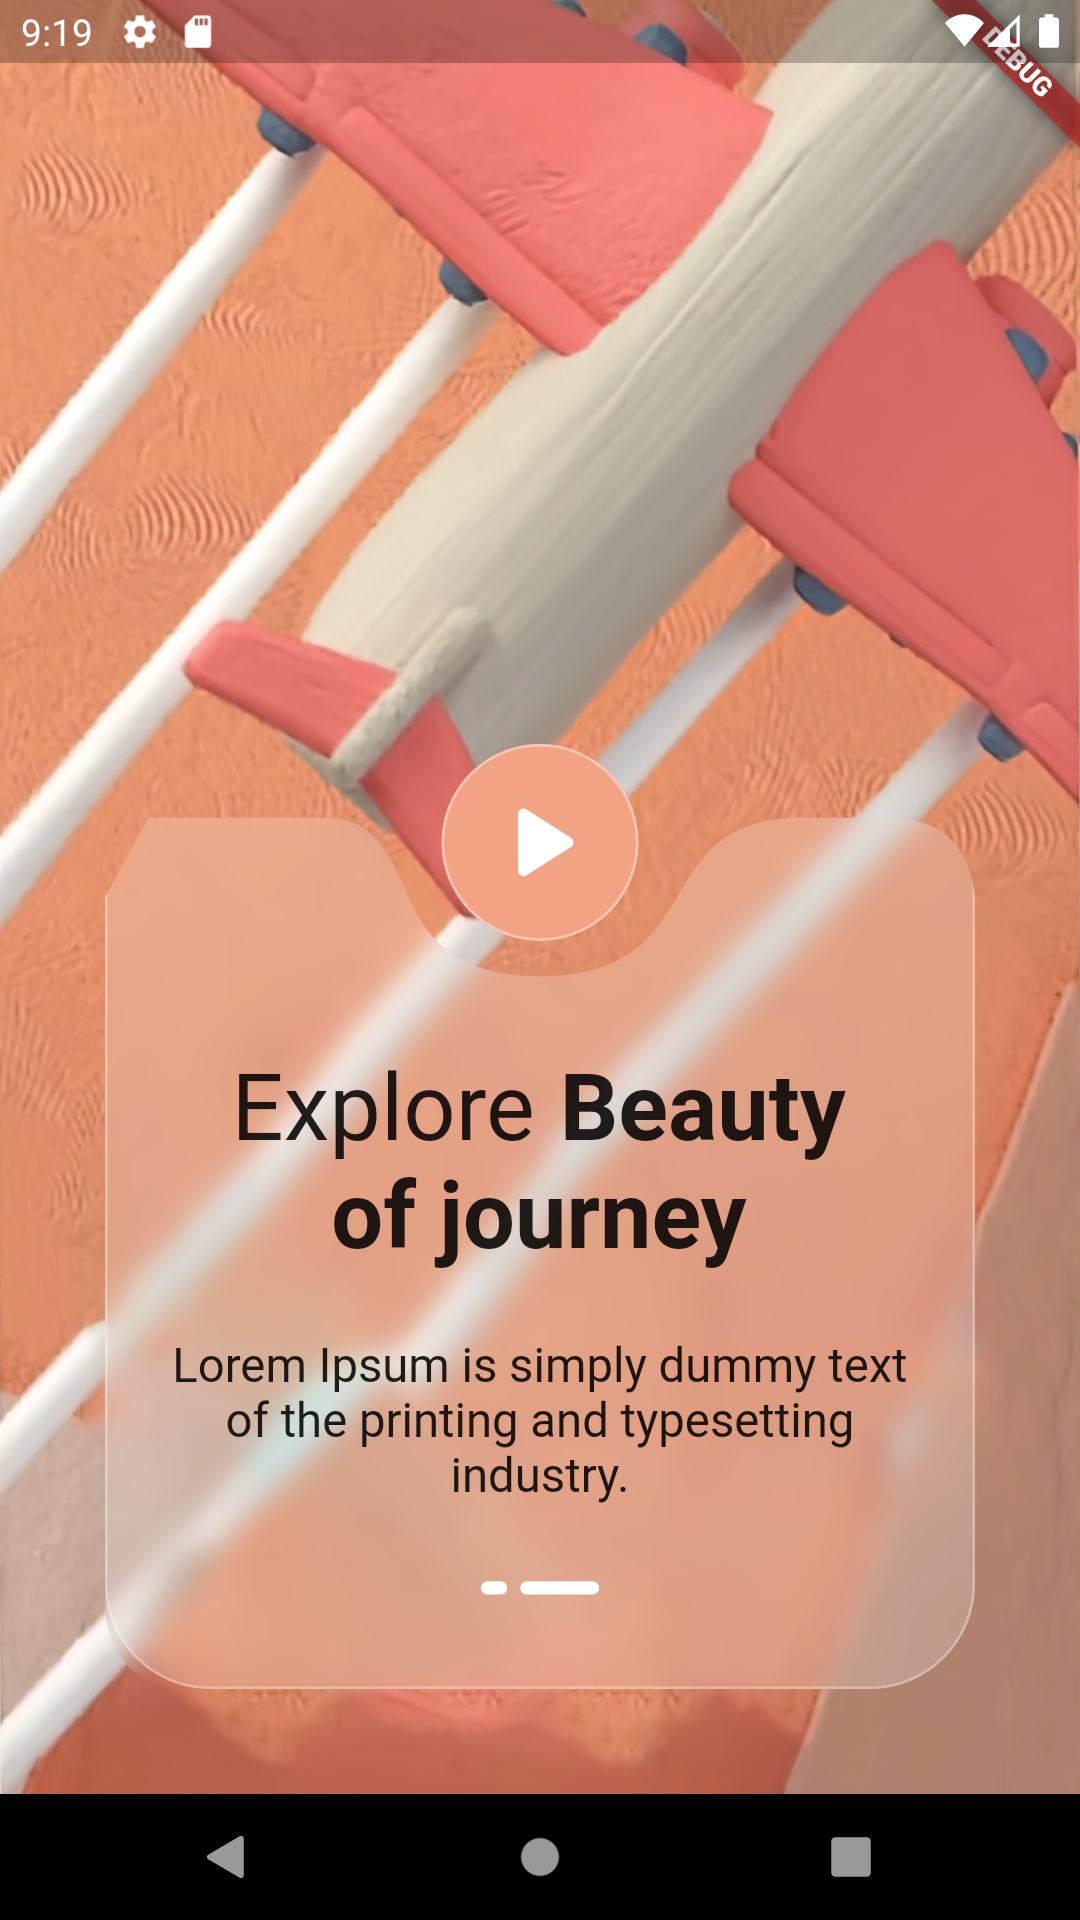 9:19
DEBUG
Explore Beauty
of journey
Lorem Ipsum is simply dummy text
of the printing and typesetting
industry.